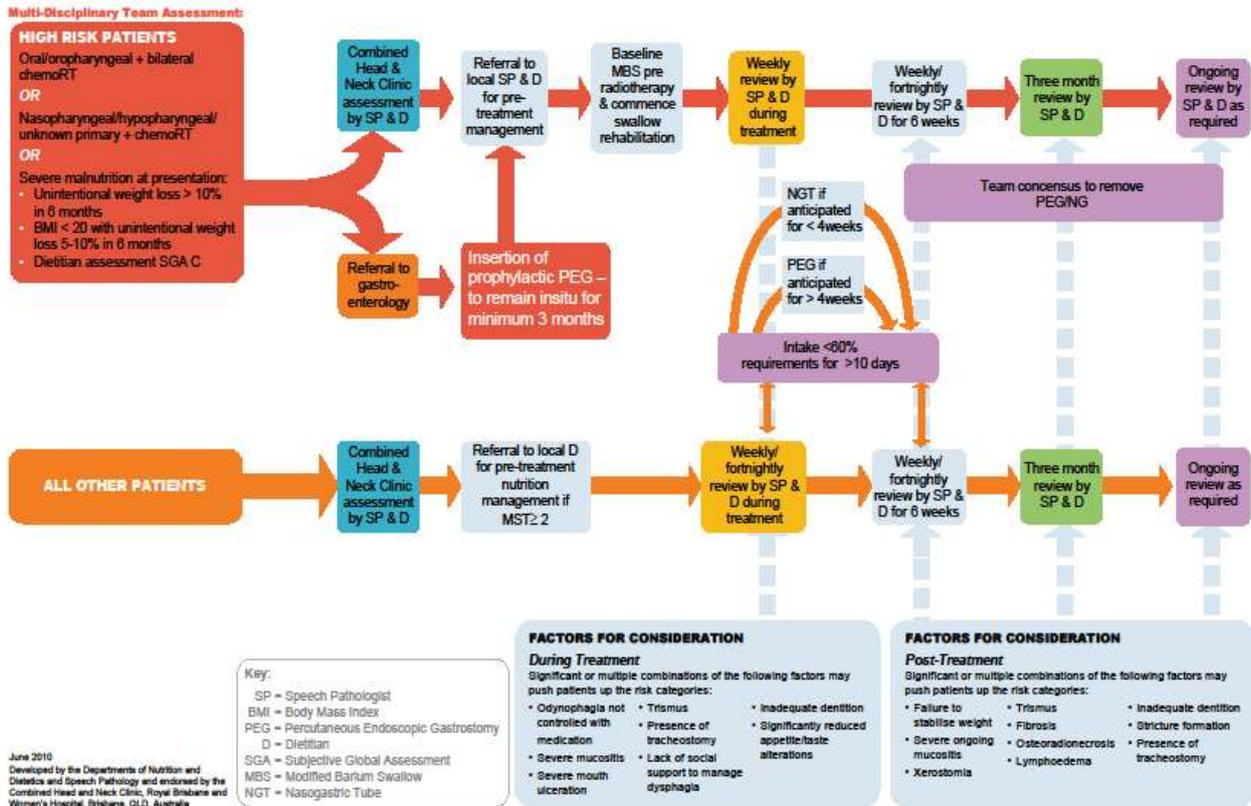 Multi-Disciplinary Team Assessment:
HIGH RISK PATIENTS
Oral/oropharyngeal + bilateral
chemoRT
OR
Nasopharyngeal/hypopharyngeal/
unknown primary + chemoRT
OR
Severe malnutrition at presentation:
• Unintentional weight loss > 10%
in 6 months
• BMI < 20 with unintentional weight
loss 5-10% in 6 months
• Dietitian assessment SGA C
Combined
Head &
Neck Clinic
assessment
by SP & D
Referral to
local SP & D
for pre-
treatment
management
Baseline
MBS pre
radiotherapy
& commence
swallow
rehabilitation
Weekly
review by
SP & D
during
treatment
Weekly/
fortnightly
review by SP &
D for 6 weeks
Three month
review by
SP & D
Ongoing
review by
SP & D as
required
Referral to
gastro-
enterology
Insertion of
prophylactic PEG –
to remain insitu for
minimum 3 months
NGT if
anticipated
for < 4weeks
PEG if
anticipated
for > 4weeks
Team concensus to remove
PEG/NG
Intake <60%
requirements for >10 days
ALL OTHER PATIENTS
Combined
Head &
Neck Clinic
assessment
by SP & D
Referral to local D
for pre-treatment
nutrition
management if
MST≥ 2
Weekly/
fortnightly
review by SP &
D during
treatment
Weekly/
fortnightly
review by SP &
D for 6 weeks
Three month
review by
SP & D
Ongoing
review as
required
June 2010
Developed by the Departments of Nutrition and
Dietetics and Speech Pathology and endorsed by the
Combined Head and Neck Clinic, Royal Brisbane and
Women's Hospital, Brisbane, QLD, Australia
Key:
SP = Speech Pathologist
BMI = Body Mass Index
PEG = Percutaneous Endoscopic Gastrostomy
D = Dietitian
SGA = Subjective Global Assessment
MBS = Modified Barium Swallow
NGT = Nasogastric Tube
FACTORS FOR CONSIDERATION
During Treatment
Significant or multiple combinations of the following factors may
push patients up the risk categories:
• Odynophagia not
controlled with
medication
• Severe mucositis
• Severe mouth
ulceration
• Trismus
• Presence of
tracheostomy
• Lack of social
support to manage
dysphagia
• Inadequate dentition
• Significantly reduced
appetite/taste
alterations
FACTORS FOR CONSIDERATION
Post-Treatment
Significant or multiple combinations of the following factors may
push patients up the risk categories:
• Failure to
stabilise weight
• Severe ongoing
mucositis
• Xerostomia
• Trismus
• Fibrosis
• Osteoradionecrosis
• Lymphoedema
• Inadequate dentition
• Stricture formation
• Presence of
tracheostomy